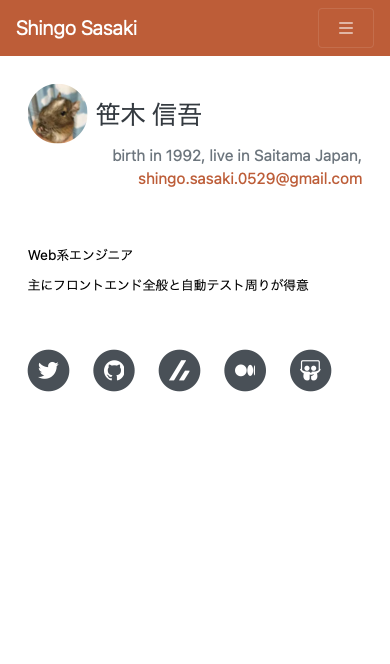 Shingo Sasaki
笹木 信吾
birth in 1992, live in Saitama Japan,
shingo.sasaki.0529@gmail.com
Web系エンジニア
主にフロントエンド全般と自動テスト周りが得意